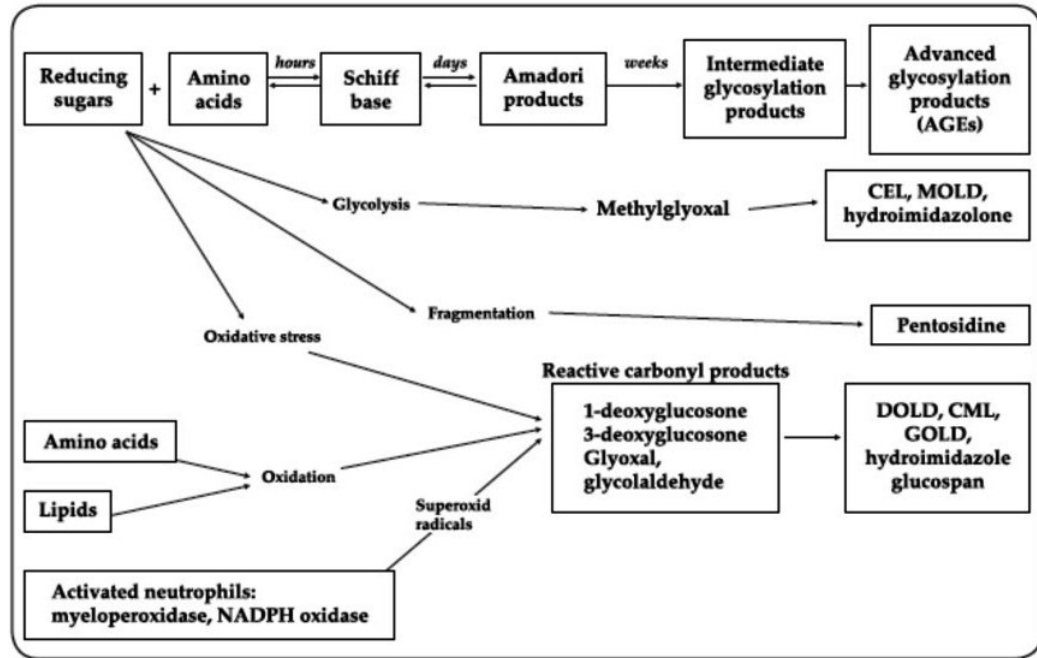 Reducing
sugars
+
Amino
acids
hours
Schiff
base
days
Amadori
products
weeks
Intermediate
glycosylation
products
Advanced
glycosylation
products
(AGEs)
Glycolysis
Methylglyoxal
CEL, MOLD,
hydroimidazolone
Fragmentation
Pentosidine
Oxidative stress
Reactive carbonyl products
1-deoxyglucosone
3-deoxyglucosone
Glyoxal,
glycolaldehyde
DOLD, CML,
GOLD,
hydroimidazole
glucospan
Amino acids
Lipids
Oxidation
Superoxid
radicals
Activated neutrophils:
myeloperoxidase, NADPH oxidase